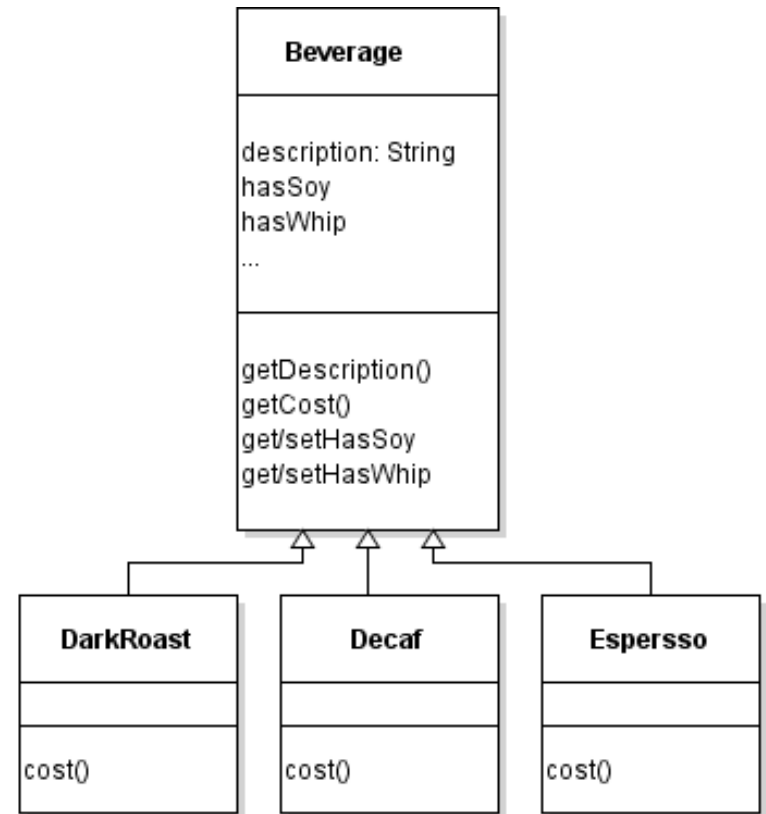 Beverage
description: String
hasSoy
hasWhip
...
getDescription()
getCost()
get/setHasSoy
get/setHasWhip
DarkRoast
cost()
Decaf
cost()
Espersso
cost()